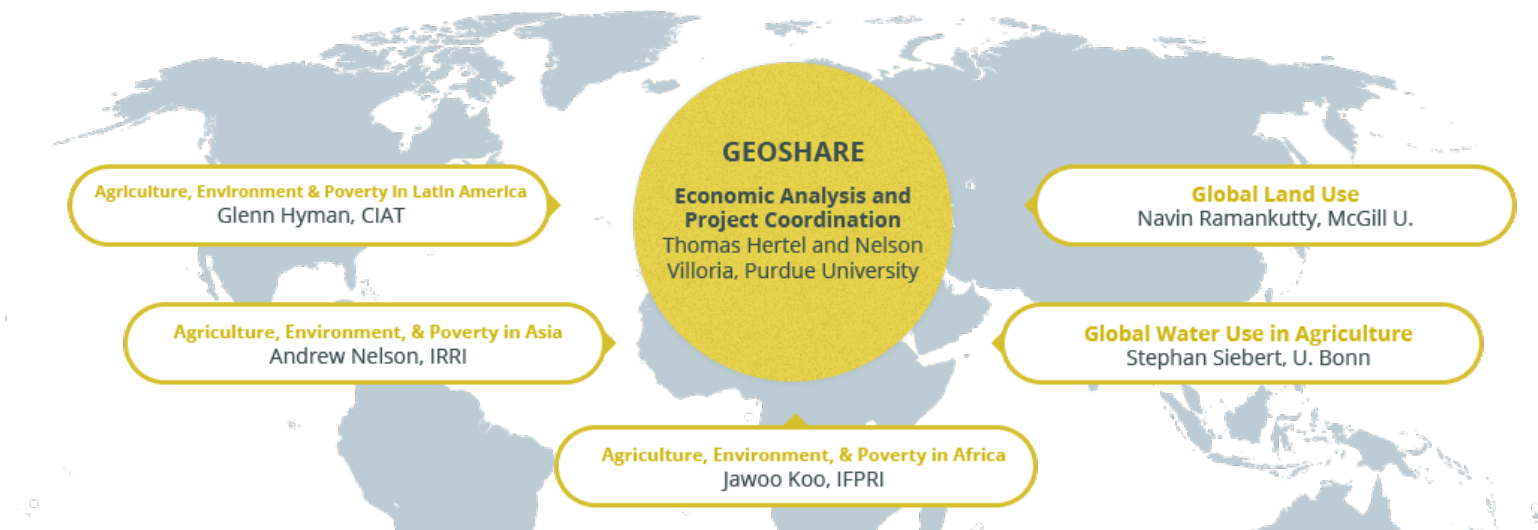 GEOSHARE
Economic Analysis and
Project Coordination
Thomas Hertel and Nelson
Villoria, Purdue University
Agriculture, Environment & Poverty in Latin America
Glenn Hyman, CIAT
Global Land Use
Navin Ramankutty, McGill U.
Agriculture, Environment, & Poverty in Asia
Andrew Nelson, IRRI
Global Water Use in Agriculture
Stephan Siebert, U. Bonn
Agriculture, Environment, & Poverty in Africa
Jawoo Koo, IFPRI